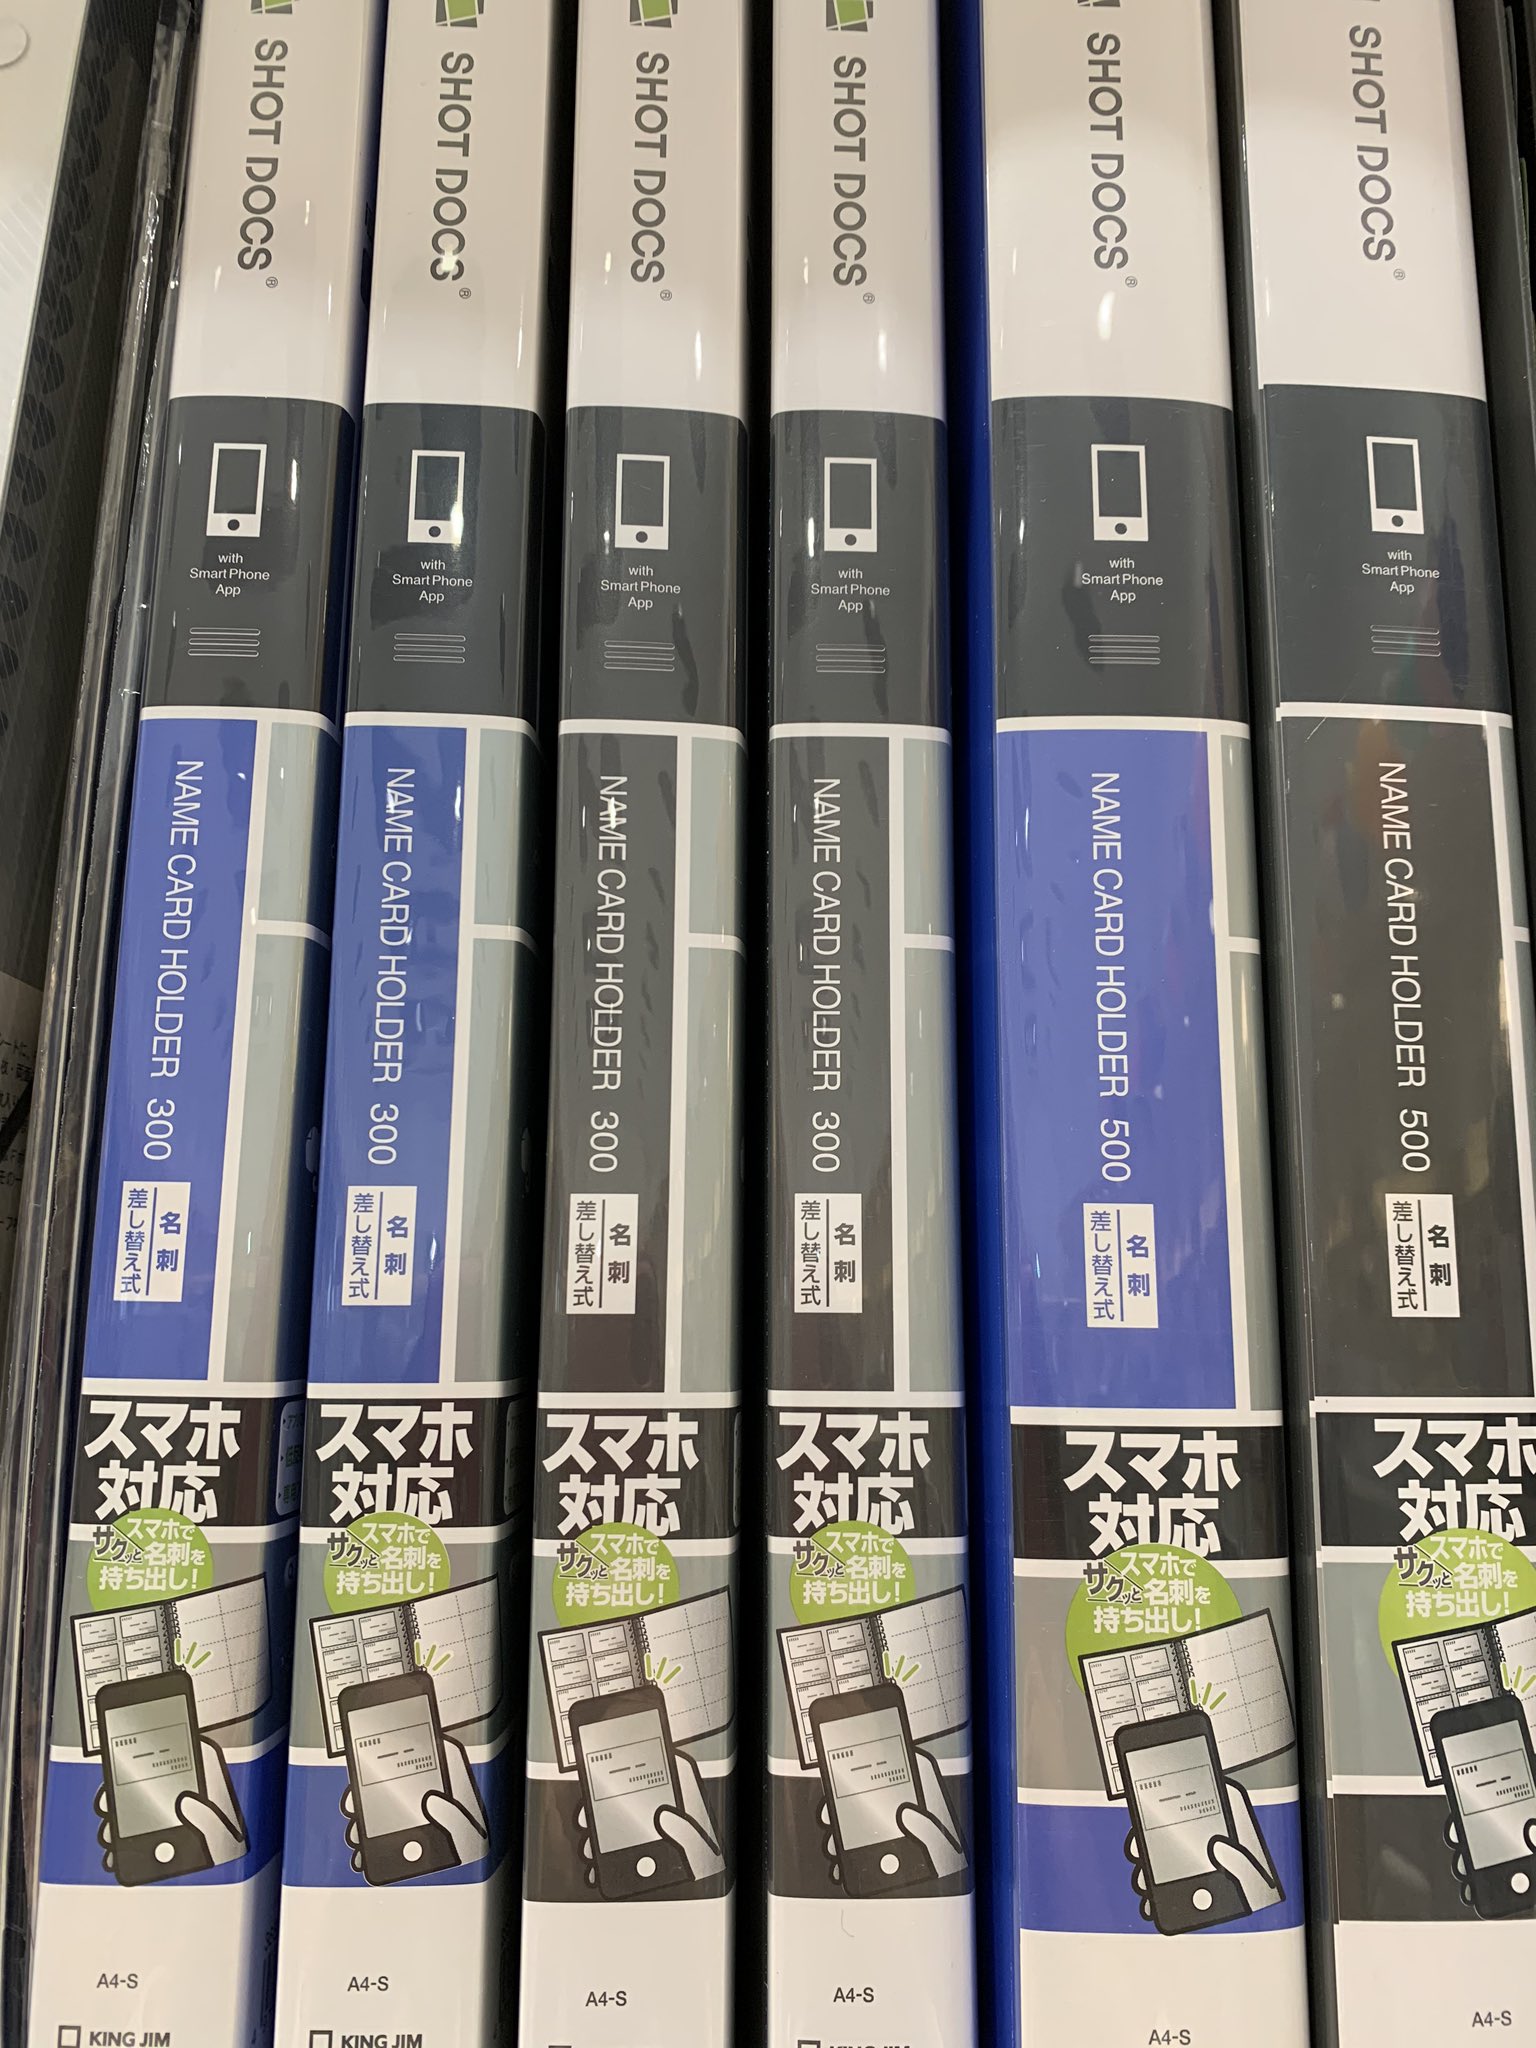 SHOT DOCS®
with
Smart Phone
App
NAME CARD HOLDER 300
名刺
差し替え式
スマホ
対応
スマホで
サクッと名刺を
持ち出し!
A4-S
KING JIM
SHOT DOCS®
with
Smart Phone
App
NAME CARD HOLDER 300
名刺
差し替え式
スマホ
対応
スマホで
サクッと名刺を
持ち出し!
A4-S
KING JIM
SHOT DOCS®
with
Smart Phone
App
NAME CARD HOLDER 300
名刺
差し替え式
スマホ
対応
スマホで
サクッと名刺を
持ち出し!
A4-S
SHOT DOCS®
with
Smart Phone
App
NAME CARD HOLDER 300
名刺
差し替え式
スマホ
対応
スマホで
サクッと名刺を
持ち出し!
A4-S
KING JIM
SHOT DOCS®
with
Smart Phone
App
NAME CARD HOLDER 500
名刺
差し替え式
スマホ
対応
スマホで
サクッと名刺を
持ち出し!
A4-S
SHOT DOCS®
with
Smart Phone
App
NAME CARD HOLDER 500
名刺
差し替え式
スマホ
対応
スマホで
サクッと名刺を
持ち出し!
A4-S